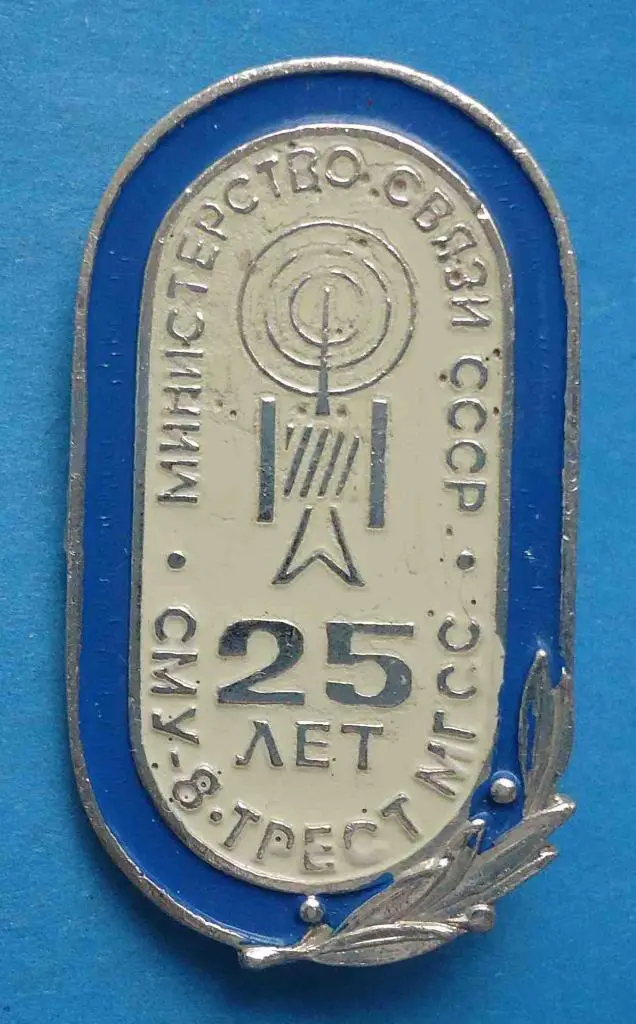 МИНИСТЕРСТВО СВЯЗИ СССР
25
ЛЕТ
СМУ-8 · ТРЕСТ МГСС